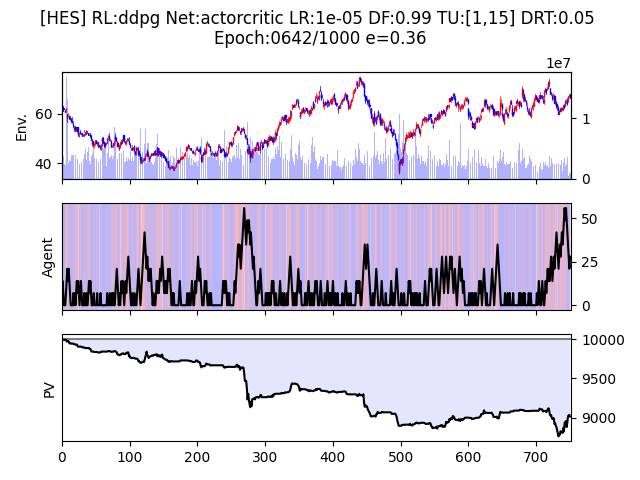 [HES] RL:ddpg Net:actorcritic LR:1e-05 DF:0.99 TU:[1,15] DRT:0.05
Epoch:0642/1000 e=0.36
1e7
Env.
60
40
1
0
Agent
50
25
0
PV
10000
9500
9000
0 100 200 300 400 500 600 700